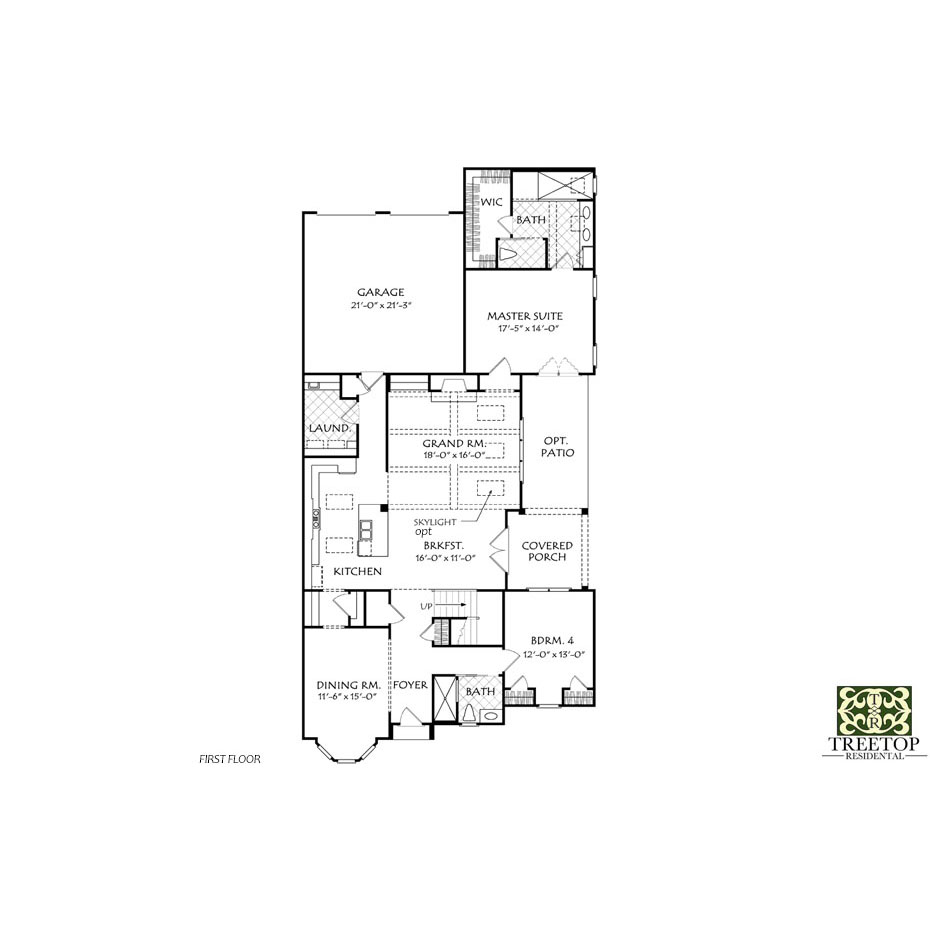 WIC
BATH
GARAGE
21'-0" x 21'-3"
MASTER SUITE
17'-5" x 14'-0"
LAUND.
GRAND RM.
18'-0" x 16'-0"
OPT.
PATIO
SKYLIGHT
opt
BRKFST.
16'-0" x 11'-0"
COVERED
PORCH
KITCHEN
UP
BDRM. 4
12'-0" x 13'-0"
DINING RM.
11'-6" x 15'-0"
FOYER
BATH
FIRST FLOOR
T
R
TREETOP
RESIDENTAL